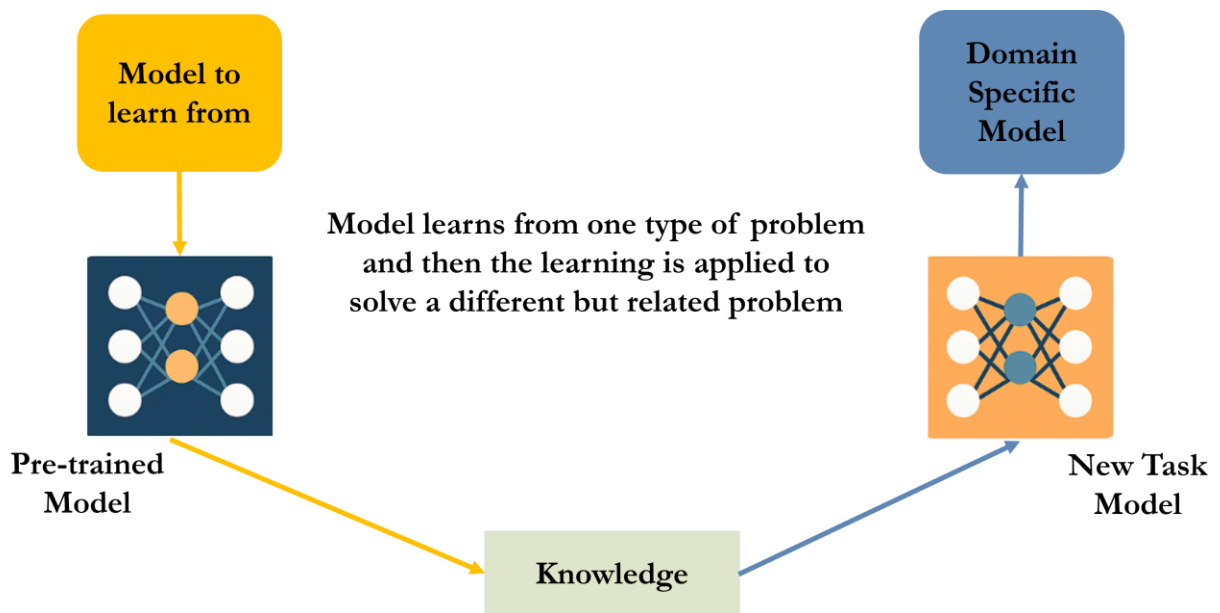 Model to
learn from
Domain
Specific
Model
Model learns from one type of problem
and then the learning is applied to
solve a different but related problem
Pre-trained
Model
New Task
Model
Knowledge